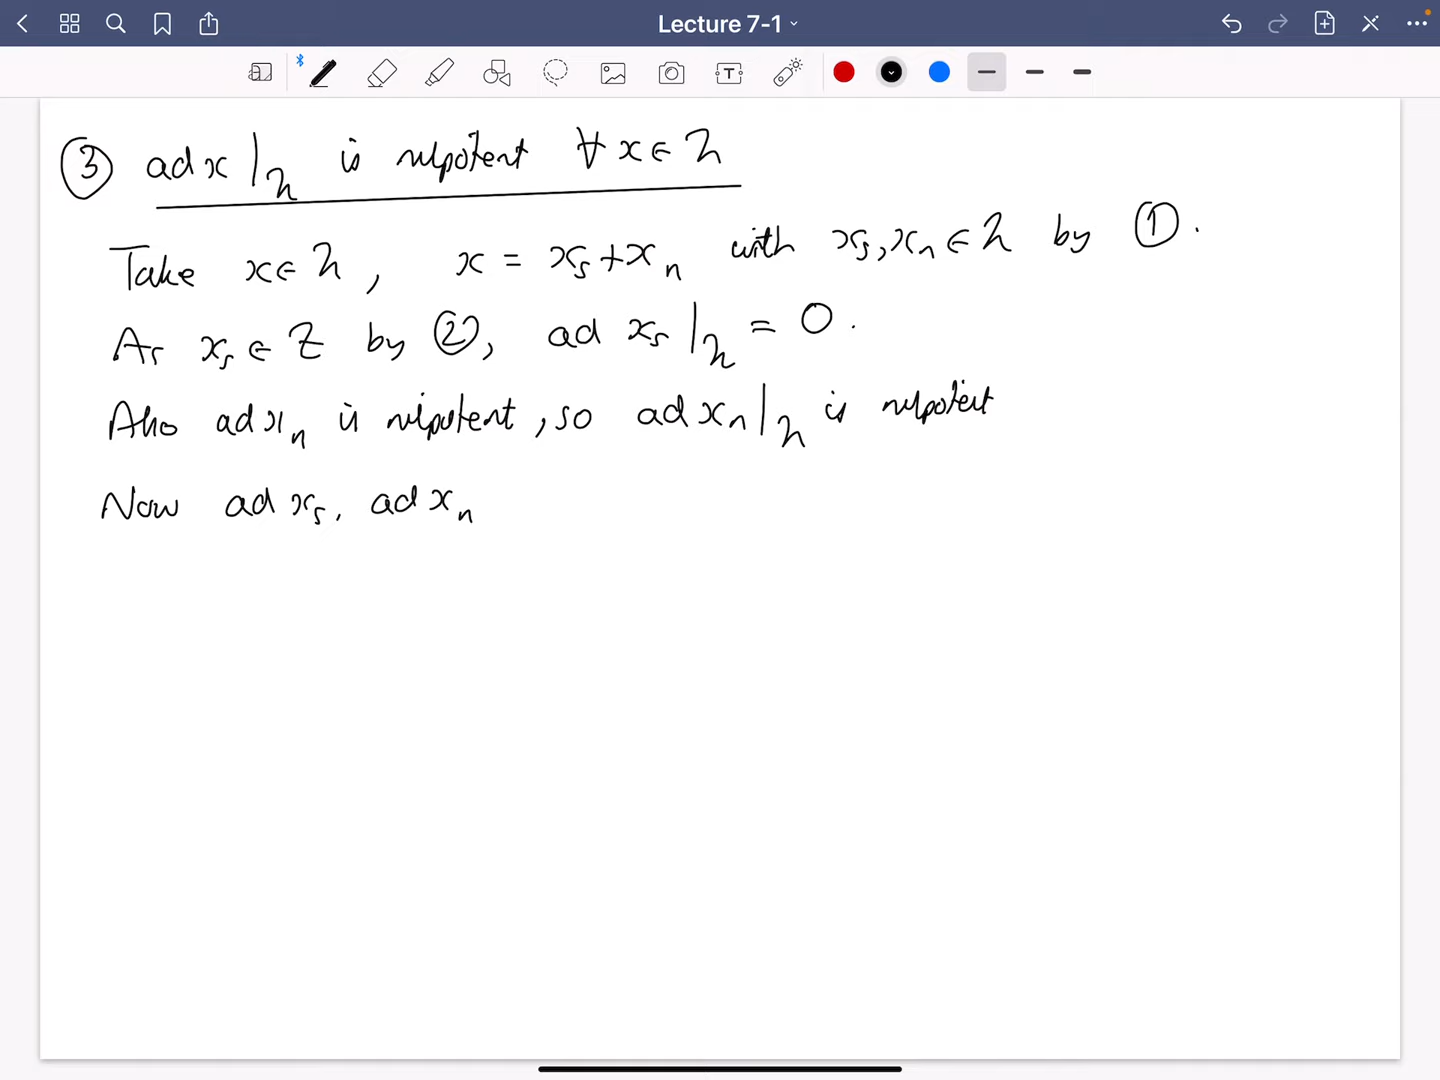 Lecture 7-1
③ ad x|_h is nilpotent ∀ x ∈ h
Take x ∈ h, x = x_s + x_n with x_s, x_n ∈ h by ①.
As x_s ∈ Z by ②, ad x_s|_h = 0.
Also ad x_n is nilpotent, so ad x_n|_h is nilpotent
Now ad x_s, ad x_n